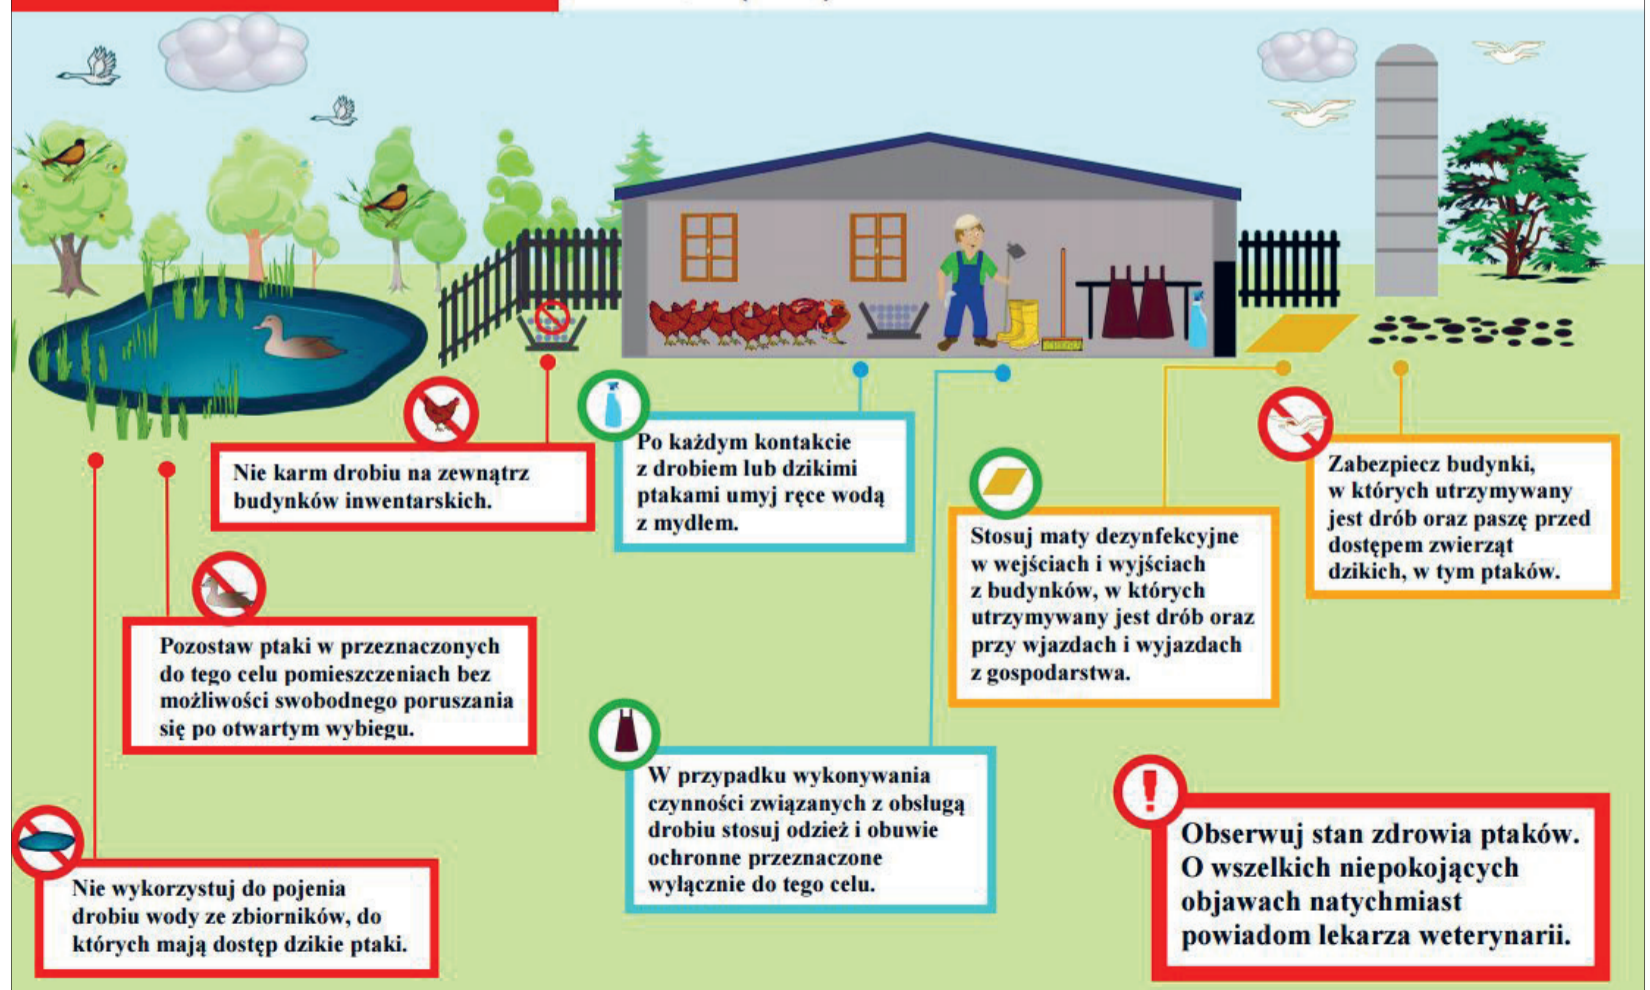 Nie karm drobiu na zewnątrz
budynków inwentarskich.
Po każdym kontakcie
z drobiem lub dzikimi
ptakami umyj ręce wodą
z mydłem.
Zabezpiecz budynki,
w których utrzymywany
jest drób oraz paszę przed
dostępem zwierząt
dzikich, w tym ptaków.
Stosuj maty dezynfekcyjne
w wejściach i wyjściach
z budynków, w których
utrzymywany jest drób oraz
przy wjazdach i wyjazdach
z gospodarstwa.
Pozostaw ptaki w przeznaczonych
do tego celu pomieszczeniach bez
możliwości swobodnego poruszania
się po otwartym wybiegu.
W przypadku wykonywania
czynności związanych z obsługą
drobiu stosuj odzież i obuwie
ochronne przeznaczone
wyłącznie do tego celu.
Nie wykorzystuj do pojenia
drobiu wody ze zbiorników, do
których mają dostęp dzikie ptaki.
Obserwuj stan zdrowia ptaków.
O wszelkich niepokojących
objawach natychmiast
powiadom lekarza weterynarii.